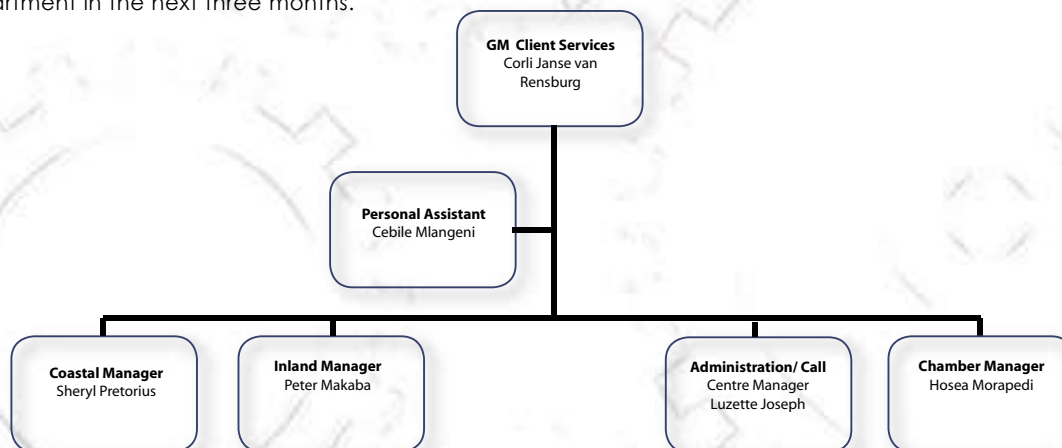 artment in the next three months.
GM Client Services
Corli Janse van
Rensburg
Personal Assistant
Cebile Mlangeni
Coastal Manager
Sheryl Pretorius
Inland Manager
Peter Makaba
Administration/ Call
Centre Manager
Luzette Joseph
Chamber Manager
Hosea Morapedi